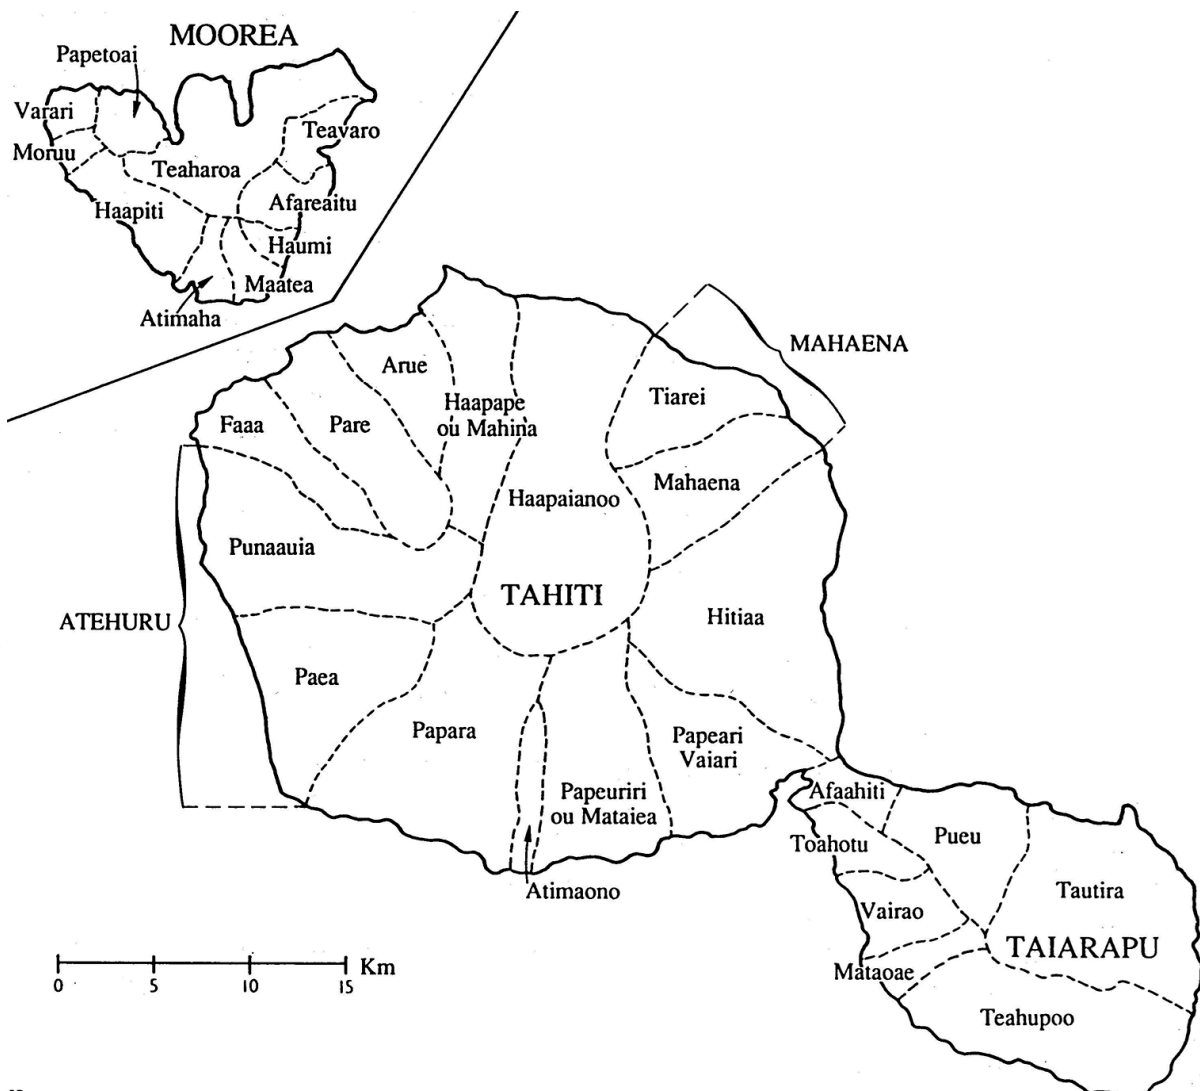 MOOREA
Papetoai
Varari
Teavaro
Moruu
Teaharoa
Afareaitu
Haapiti
Haumi
Maatea
Atimaha
MAHAENA
Arue
Tiarei
Haapape
ou Mahina
Faaa
Pare
Mahaena
Haapaianoo
Punaauia
TAHITI
ATEHURU
Hitiaa
Paea
Papara
Papeari
Vaiari
Papeuriri
ou Mataiea
Afaahiti
Toahotu
Pueu
Atimaono
Tautira
Vairao
TAIARAPU
Mataoae
Teahupoo
Km
0 5 10 15